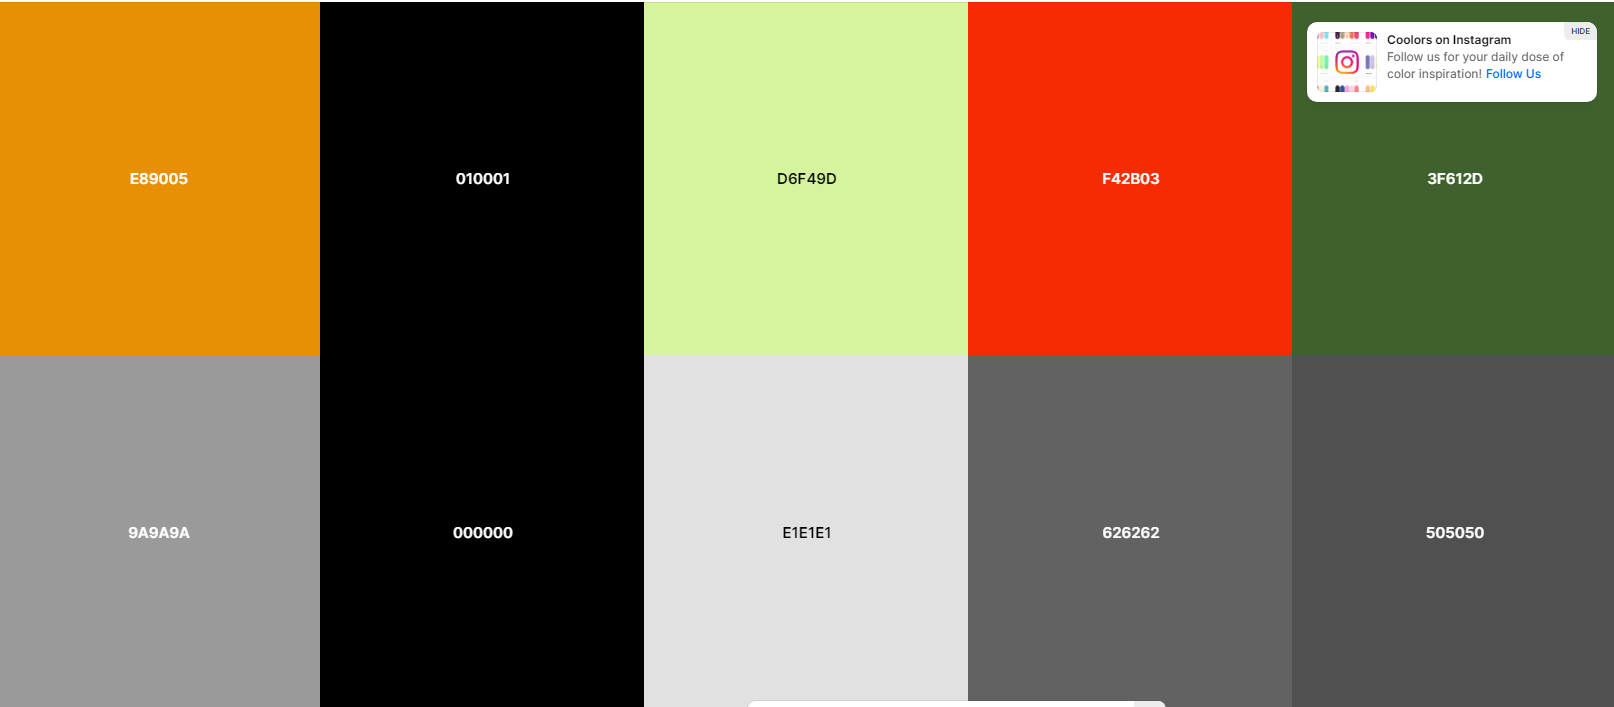 HIDE
Coolors on Instagram
Follow us for your daily dose of
color inspiration! Follow Us
E89005
010001
D6F49D
F42B03
3F612D
9A9A9A
000000
E1E1E1
626262
505050